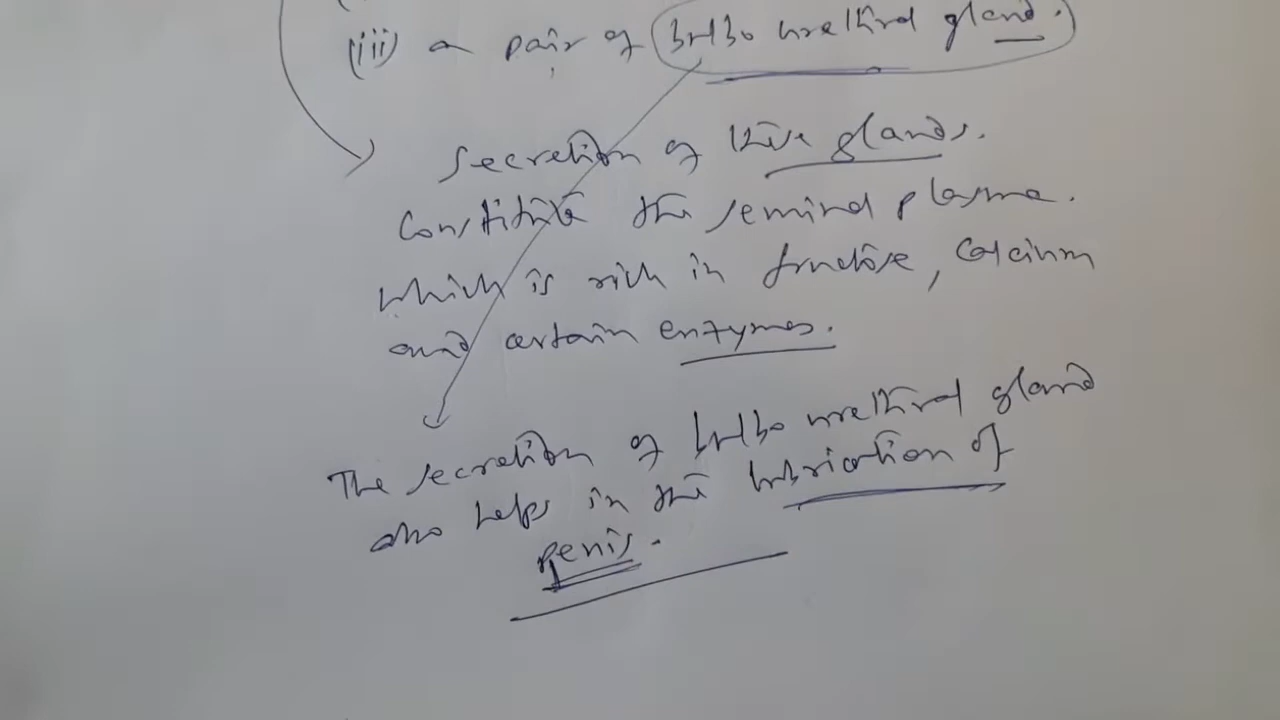 (iii) a pair of bulbo urethral gland.
Secretion of these glands.
Constitute the seminal plasma.
which is rich in fructose, calcium
and certain enzymes.
The secretion of bulbo urethral gland
also helps in the lubrication of
penis.